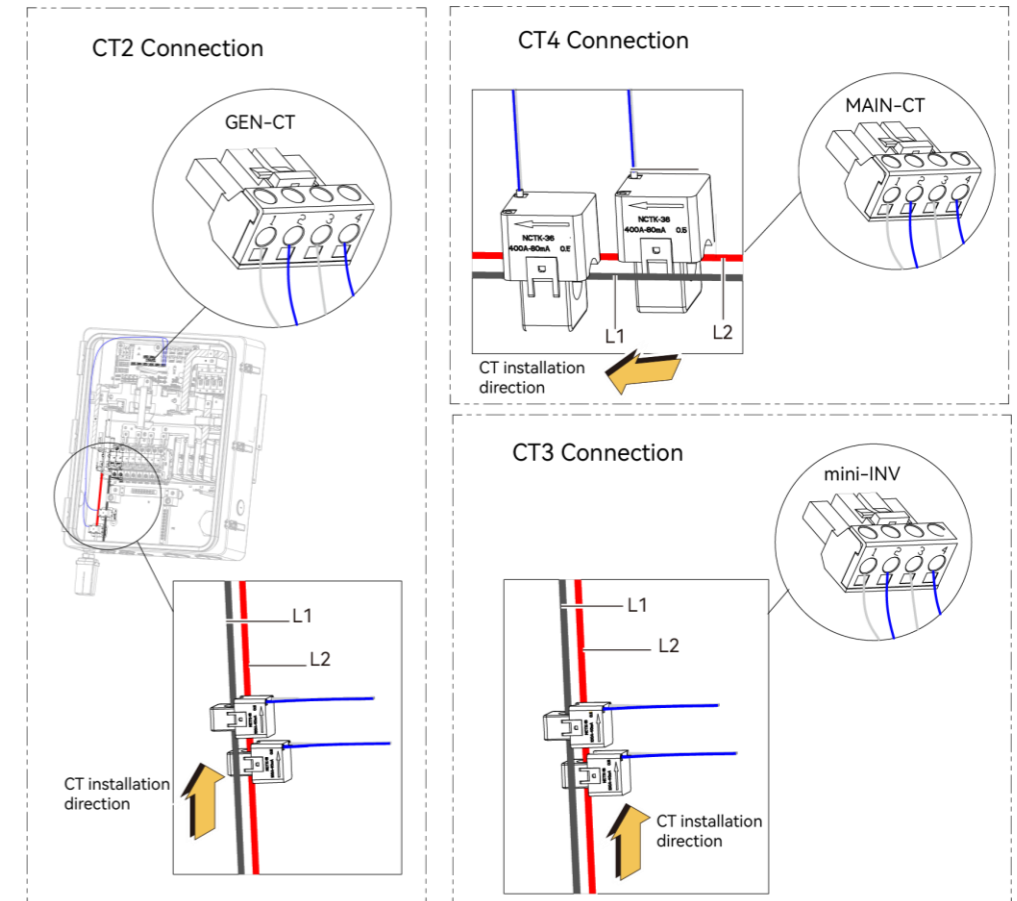 CT2 Connection
GEN-CT
1 2 3 4
L1
L2
CT installation
direction
CT4 Connection
MAIN-CT
1 2 3 4
NCTK-36
400A-80mA 0.5
NCTK-36
400A-80mA 0.5
L1
L2
CT installation
direction
CT3 Connection
mini-INV
1 2 3 4
L1
L2
CT installation
direction